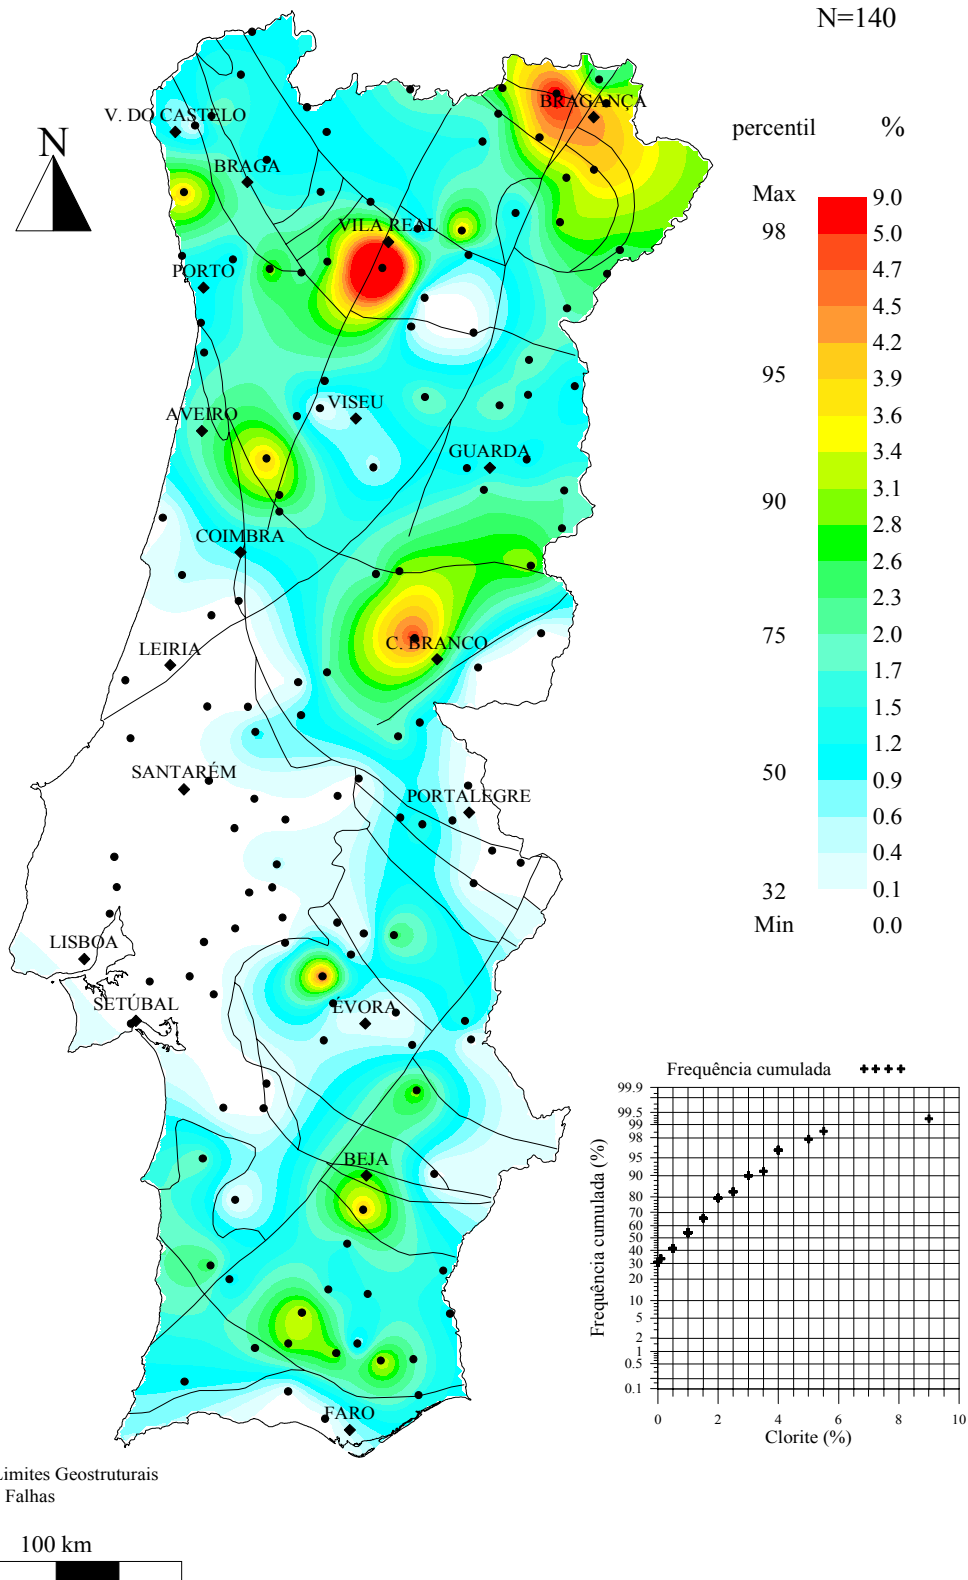 N=140
V. DO CASTELO
BRAGANÇA
N
BRAGA
VILA REAL
PORTO
AVEIRO
VISEU
GUARDA
COIMBRA
C. BRANCO
LEIRIA
SANTARÉM
PORTALEGRE
LISBOA
SETÚBAL
ÉVORA
BEJA
FARO
percentil %
Max 9.0
98 5.0
4.7
4.5
4.2
95 3.9
3.6
3.4
3.1
90 2.8
2.6
2.3
75 2.0
1.7
1.5
1.2
50 0.9
0.6
0.4
32 0.1
Min 0.0
Frequência cumulada
Frequência cumulada (%)
99.9
99.5
99
98
95
90
80
70
60
50
40
30
20
10
5
2
1
0.5
0.1
0 2 4 6 8 10
Clorite (%)
Limites Geostruturais
Falhas
100 km